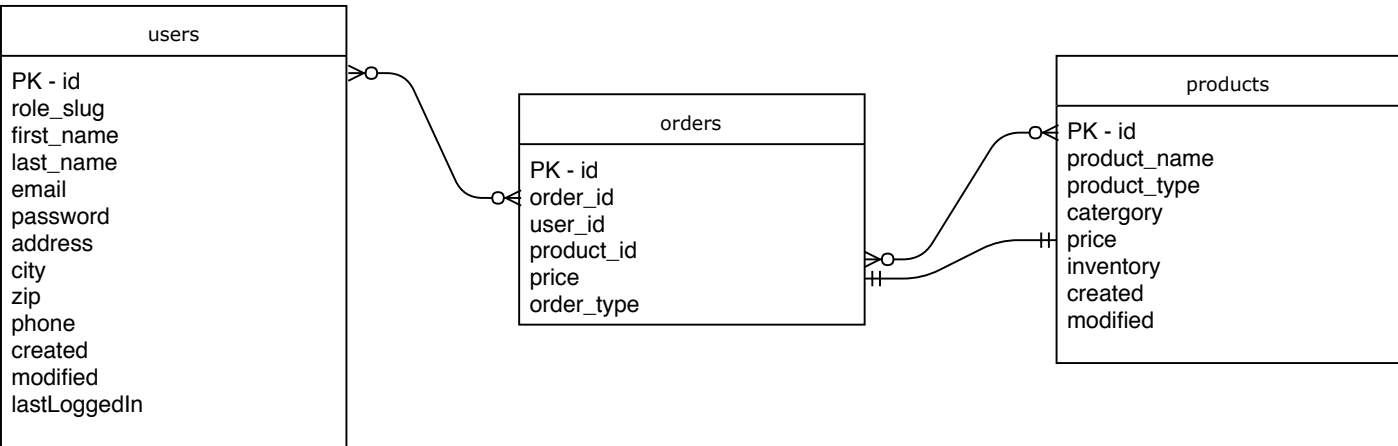 users
PK - id
role_slug
first_name
last_name
email
password
address
city
zip
phone
created
modified
lastLoggedIn
orders
PK - id
order_id
user_id
product_id
price
order_type
products
PK - id
product_name
product_type
catergory
price
inventory
created
modified